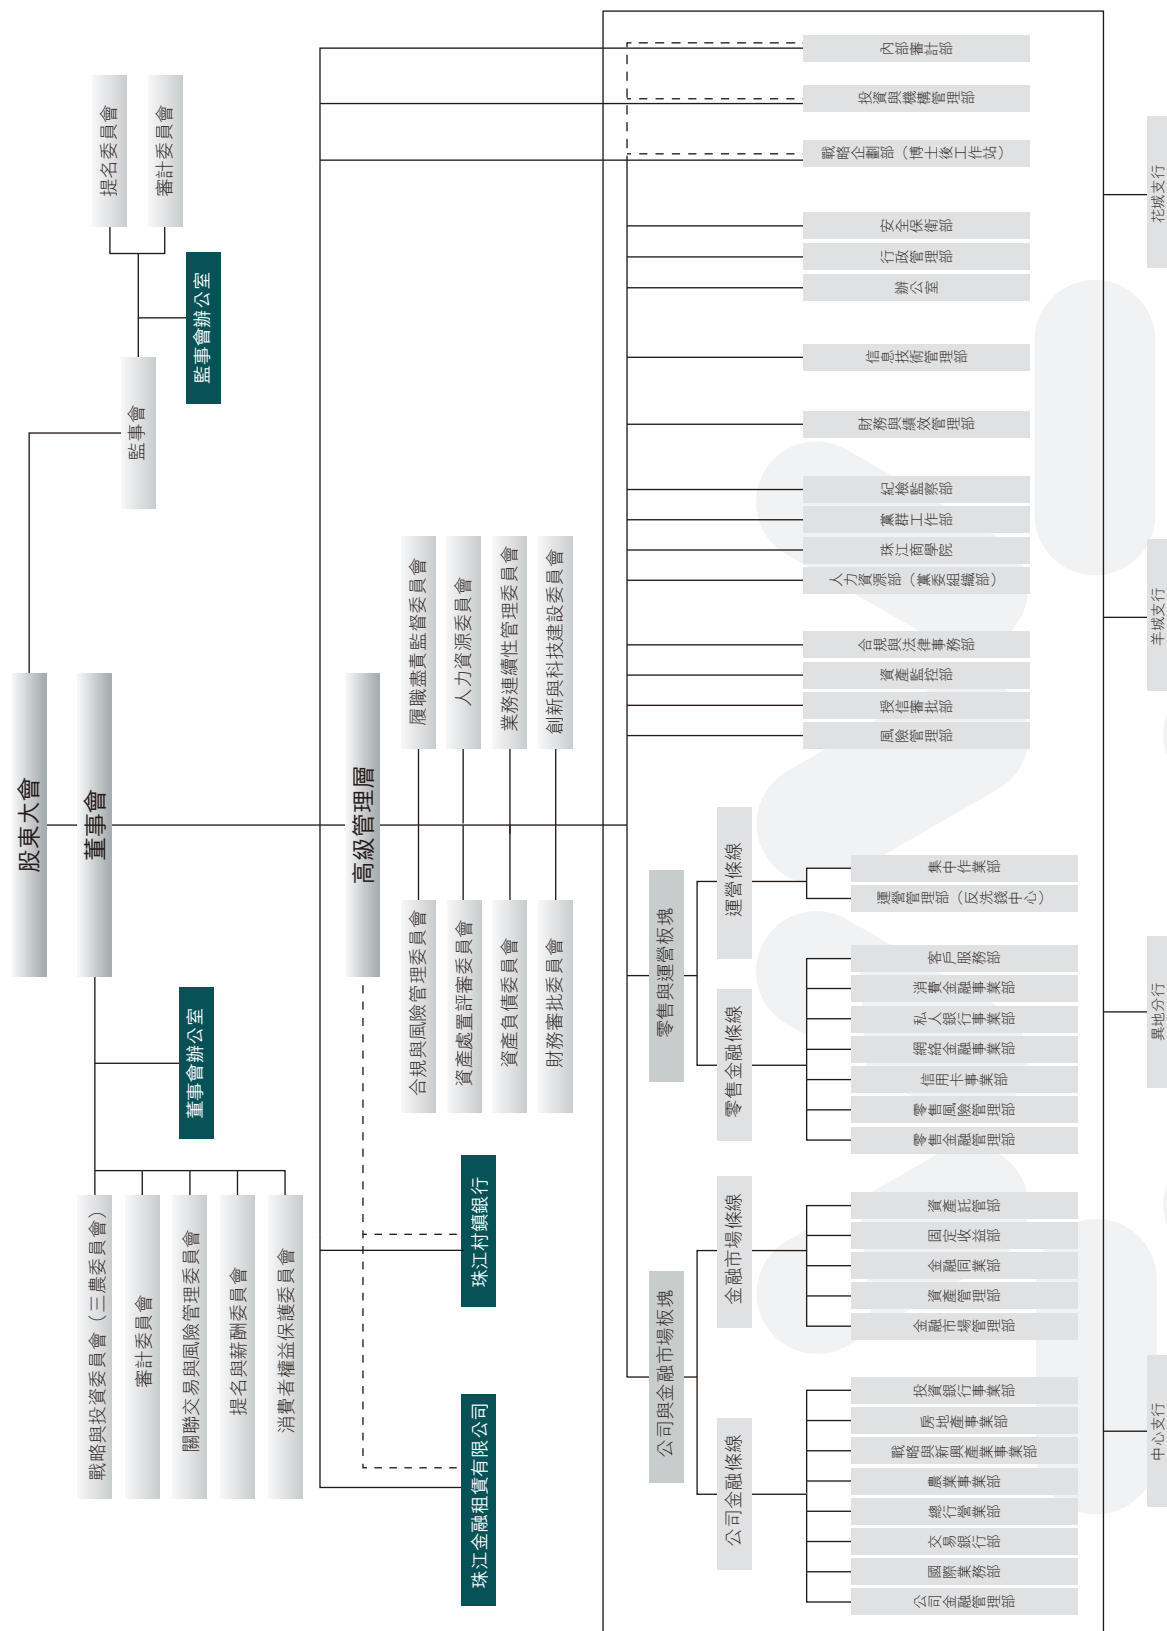 股東大會
監事會
提名委員會
審計委員會
監事會辦公室
董事會
董事會辦公室
戰略與投資委員會（三農委員會）
審計委員會
關聯交易與風險管理委員會
提名與薪酬委員會
消費者權益保護委員會
高級管理層
合規與風險管理委員會
履職盡責監督委員會
資產處置評審委員會
人力資源委員會
資產負債委員會
業務連續性管理委員會
財務審批委員會
創新與科技建設委員會
珠江金融租賃有限公司
珠江村鎮銀行
公司與金融市場板塊
零售與運營板塊
公司金融條線
金融市場條線
零售金融條線
運營條線
公司金融管理部
國際業務部
交易銀行部
總行營業部
農業事業部
戰略與新興產業事業部
房地產事業部
投資銀行事業部
金融市場管理部
資產管理部
金融同業部
固定收益部
資產託管部
零售金融管理部
零售風險管理部
信用卡事業部
網絡金融事業部
私人銀行事業部
消費金融事業部
客戶服務部
運營管理部（反洗錢中心）
集中作業部
風險管理部
授信審批部
資產監控部
合規與法律事務部
人力資源部（黨委組織部）
珠江商學院
黨群工作部
紀檢監察部
財務與績效管理部
信息技術管理部
辦公室
行政管理部
安全保衛部
戰略企劃部（博士後工作站）
投資與機構管理部
內部審計部
中心支行
異地分行
羊城支行
花城支行